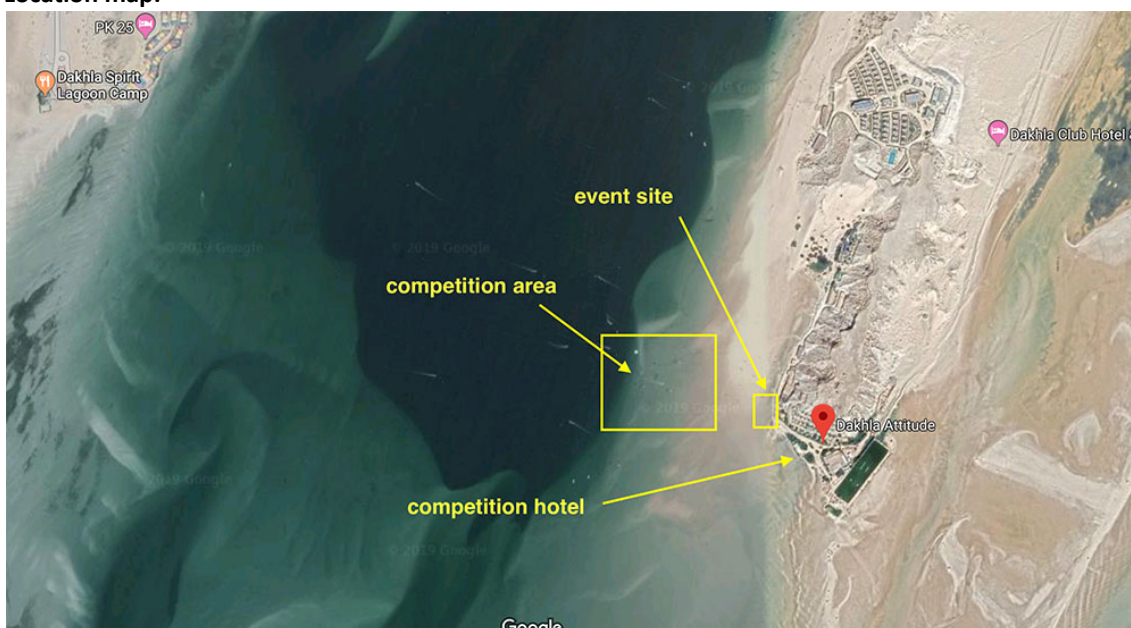 Location map:
PK 25
Dakhla Spirit
Lagoon Camp
© 2019 Google
Dakhla Club Hotel &
event site
© 2019 Google
© 2019 Google
competition area
© 2019 Google
Dakhla Attitude
© 2019 Google
competition hotel
© 2019 Google
Google